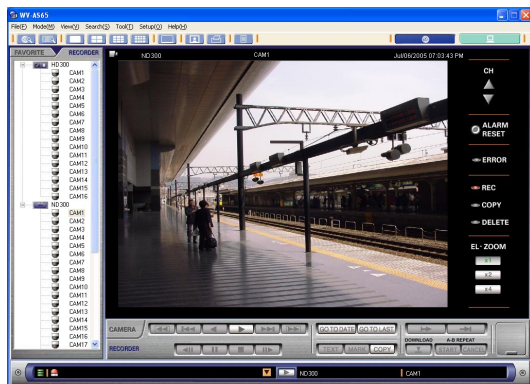 WV-AS65
File(F) Mode(M) View(V) Search(S) Tool(T) Setup(O) Help(H)
FAVORITE RECORDER
HD300
CAM1
CAM2
CAM3
CAM4
CAM5
CAM6
CAM7
CAM8
CAM9
CAM10
CAM11
CAM12
CAM13
CAM14
CAM15
CAM16
ND300
CAM1
CAM2
CAM3
CAM4
CAM5
CAM6
CAM7
CAM8
CAM9
CAM10
CAM11
CAM12
CAM13
CAM14
CAM15
CAM16
CAM17
ND300 CAM1 Jul/06/2005 07:03:43 PM
CH
ALARM
RESET
ERROR
REC
COPY
DELETE
EL-ZOOM
x1
x2
x4
CAMERA
GO TO DATE GO TO LAST
DOWNLOAD A-B REPEAT
RECORDER
TEXT MARK COPY
START CANCEL
ND300 CAM1